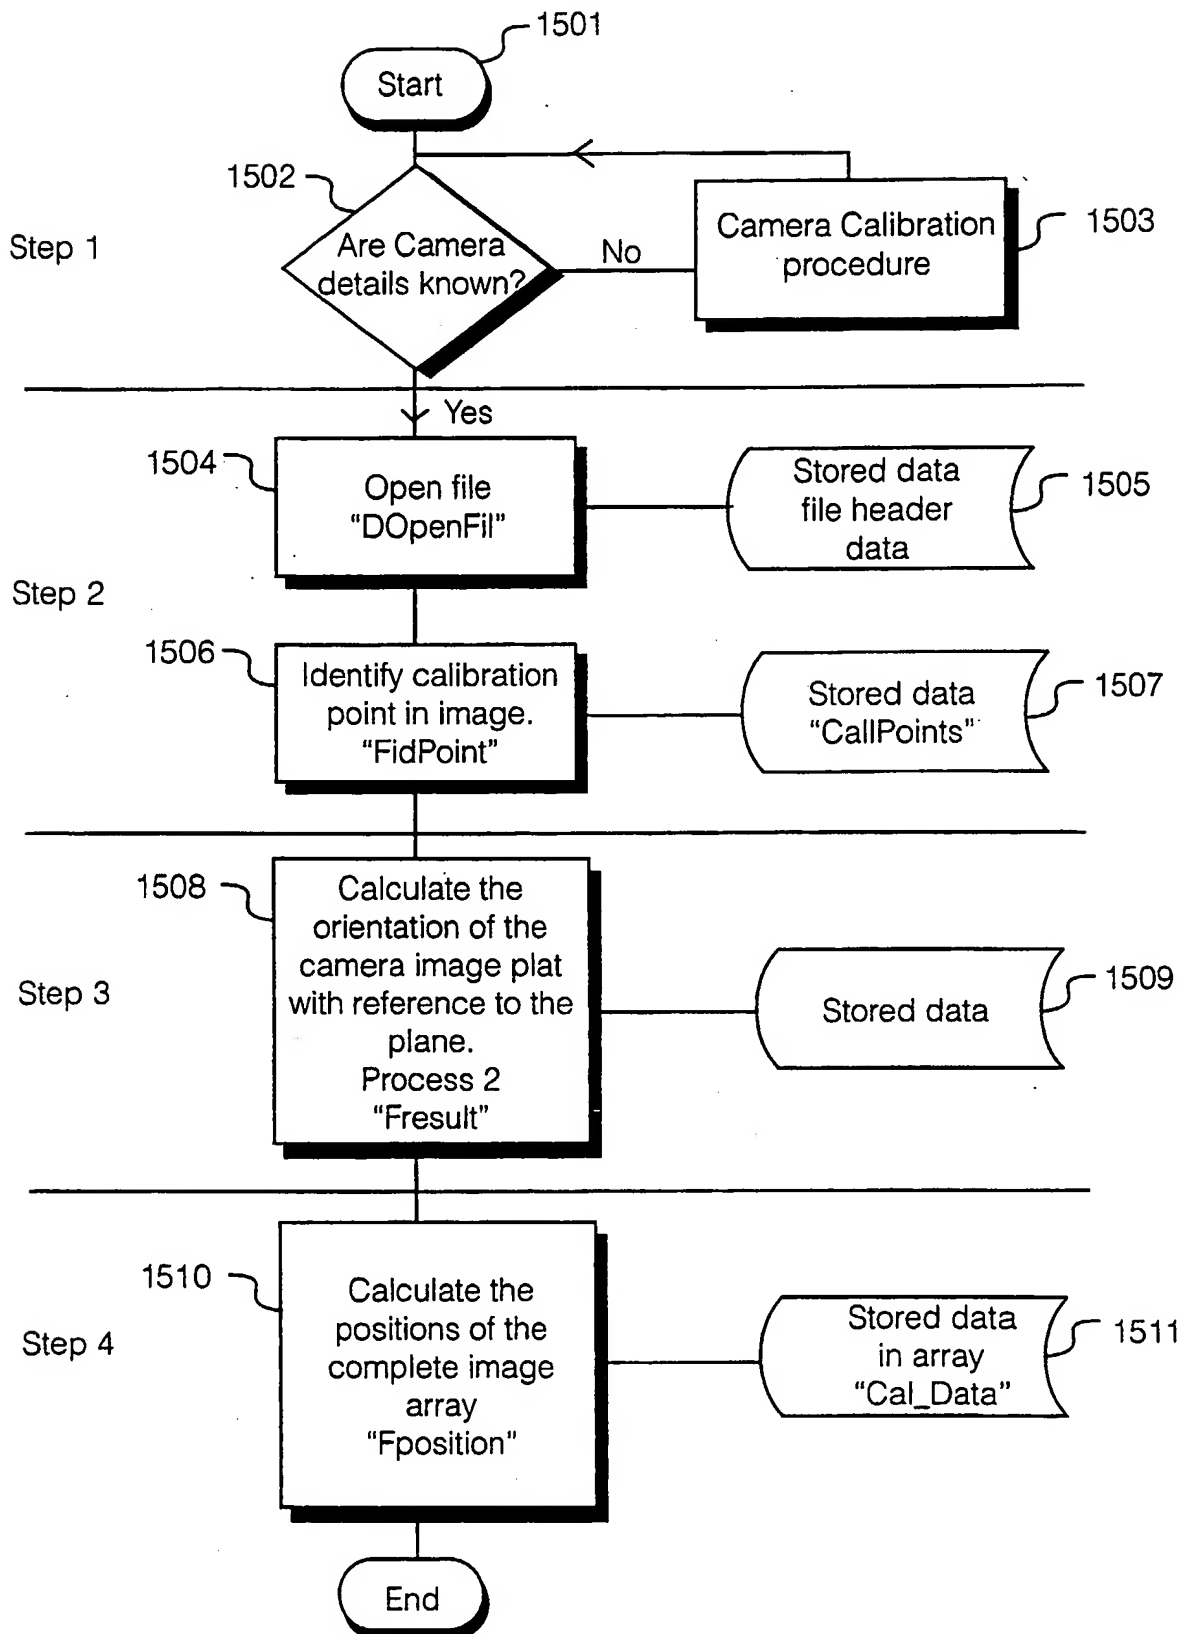 1501
Start
1502
Step 1
Are Camera
details known?
No
Camera Calibration
procedure
1503
Yes
1504
Open file
“DOpenFil”
Stored data
file header
data
1505
Step 2
1506
Identify calibration
point in image.
“FidPoint”
Stored data
“CallPoints”
1507
1508
Step 3
Calculate the
orientation of the
camera image plat
with reference to the
plane.
Process 2
“Fresult”
Stored data
1509
1510
Step 4
Calculate the
positions of the
complete image
array
“Fposition”
Stored data
in array
“Cal_Data”
1511
End